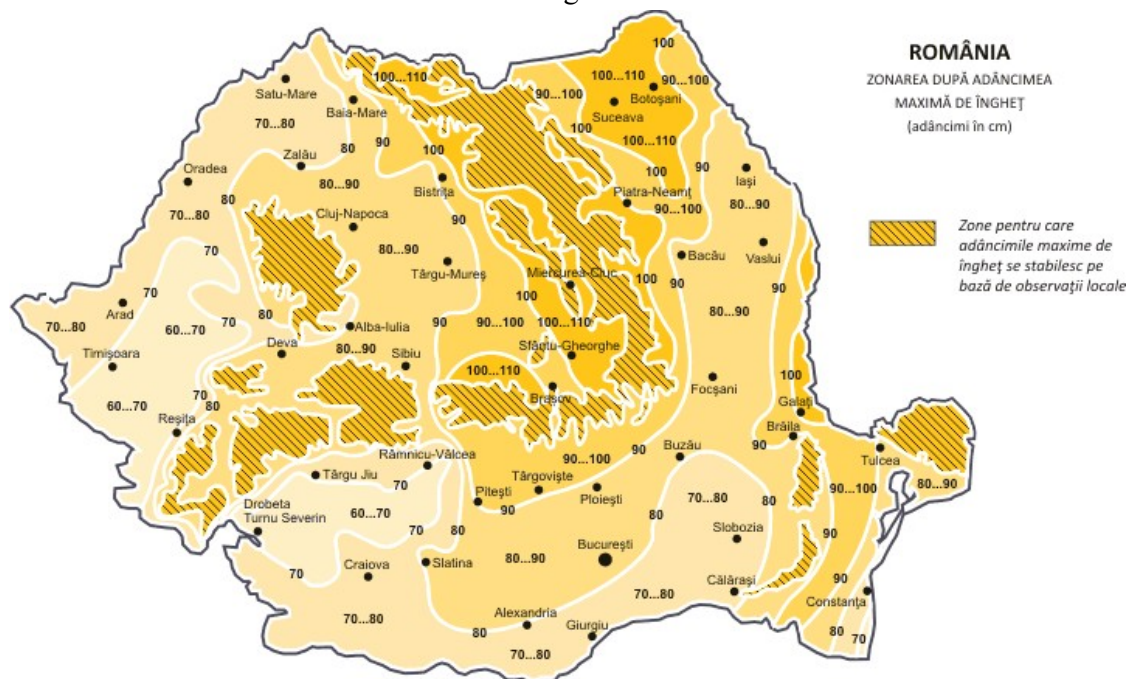 ROMÂNIA
ZONAREA DUPĂ ADÂNCIMEA
MAXIMĂ DE ÎNGHEŢ
(adâncimi în cm)
Zone pentru care
adâncimile maxime de
îngheţ se stabilesc pe
bază de observaţii locale
100
100...110
100...110
90...100
Satu-Mare
90...100
Botoşani
Baia-Mare
Suceava
70...80
90
100
100
80
100...110
Zalău
90
100
Oradea
Iaşi
80...90
Bistriţa
80
Piatra-Neamţ
80...90
70...80
90...100
Cluj-Napoca
90
80...90
Vaslui
70
Bacău
Târgu-Mureş
90
90
Miercurea-Ciuc
100
70
100
Arad
80...90
70...80
60...70
70
80
90
90...100
100...110
Alba-Iulia
Deva
80...90
Sfântu-Gheorghe
Timişoara
Sibiu
100...110
100
60...70
70
80
Braşov
Focşani
Galaţi
Reşiţa
Brăila
90
90
Buzău
Tulcea
Râmnicu-Vâlcea
90...100
Târgu Jiu
70
Târgovişte
80...90
Piteşti
Ploieşti
70...80
80
90...100
Drobeta
Turnu Severin
60...70
90
70
80
80
Slobozia
90
Bucureşti
80...90
70
Craiova
Slatina
Călăraşi
90
70...80
Constanţa
70...80
Alexandria
80
Giurgiu
80
70
70...80